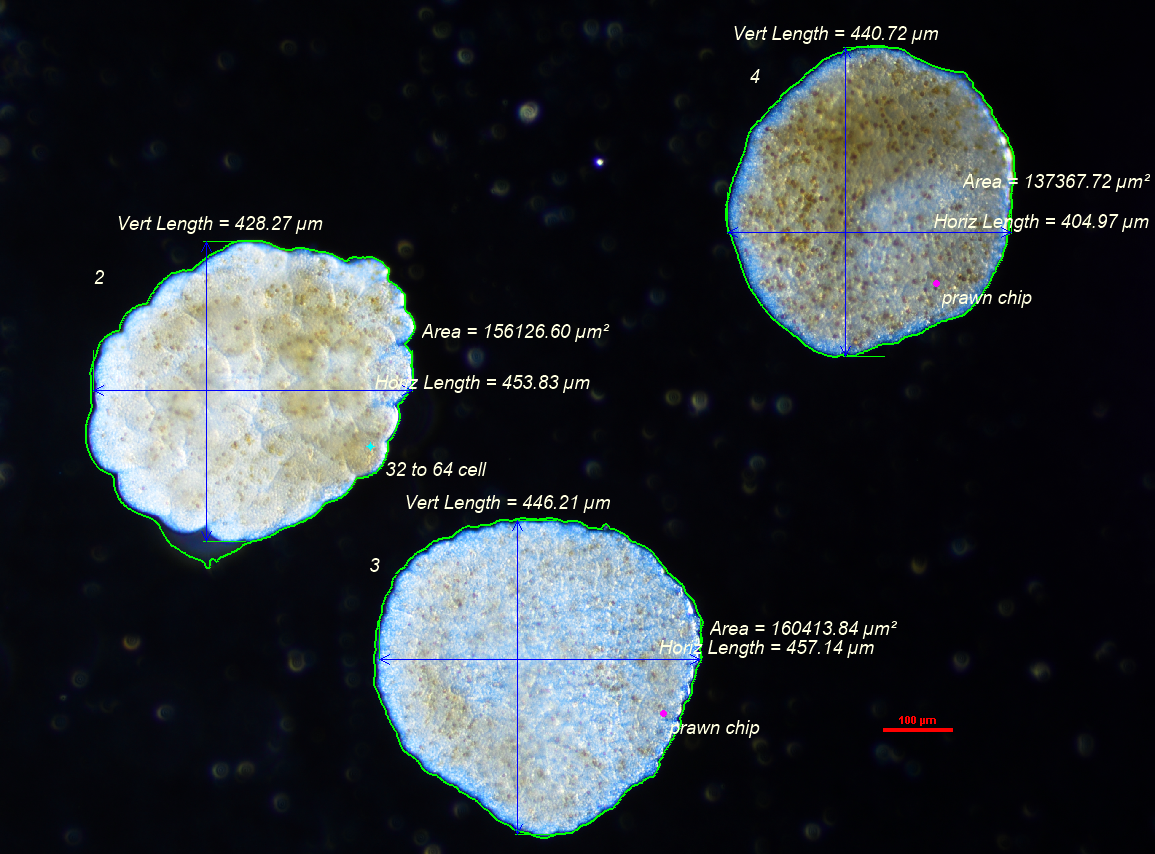 Vert Length = 440.72 µm
4
Area = 137367.72 µm²
Horiz Length = 404.97 µm
prawn chip
Vert Length = 428.27 µm
2
Area = 156126.60 µm²
Horiz Length = 453.83 µm
32 to 64 cell
Vert Length = 446.21 µm
3
Area = 160413.84 µm²
Horiz Length = 457.14 µm
prawn chip
100 µm